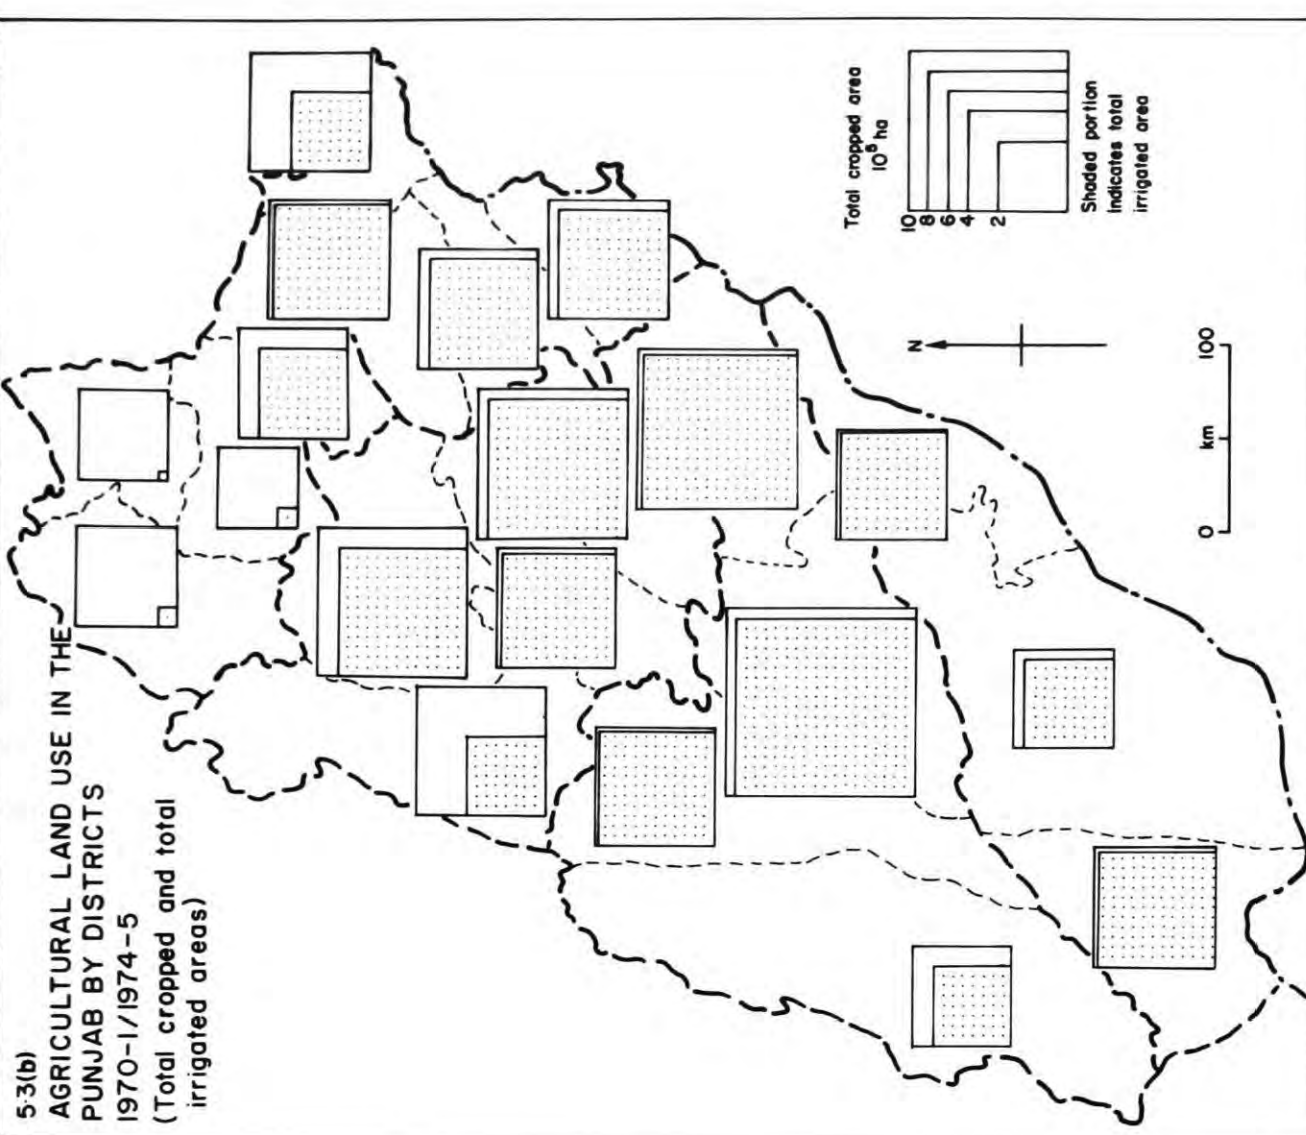 5·3(b)
AGRICULTURAL LAND USE IN THE
PUNJAB BY DISTRICTS
1970-1/1974-5
(Total cropped and total
irrigated areas)
Total cropped area
10⁵ ha
10
8
6
4
2
Shaded portion
Indicates total
irrigated area
N
0 km 100